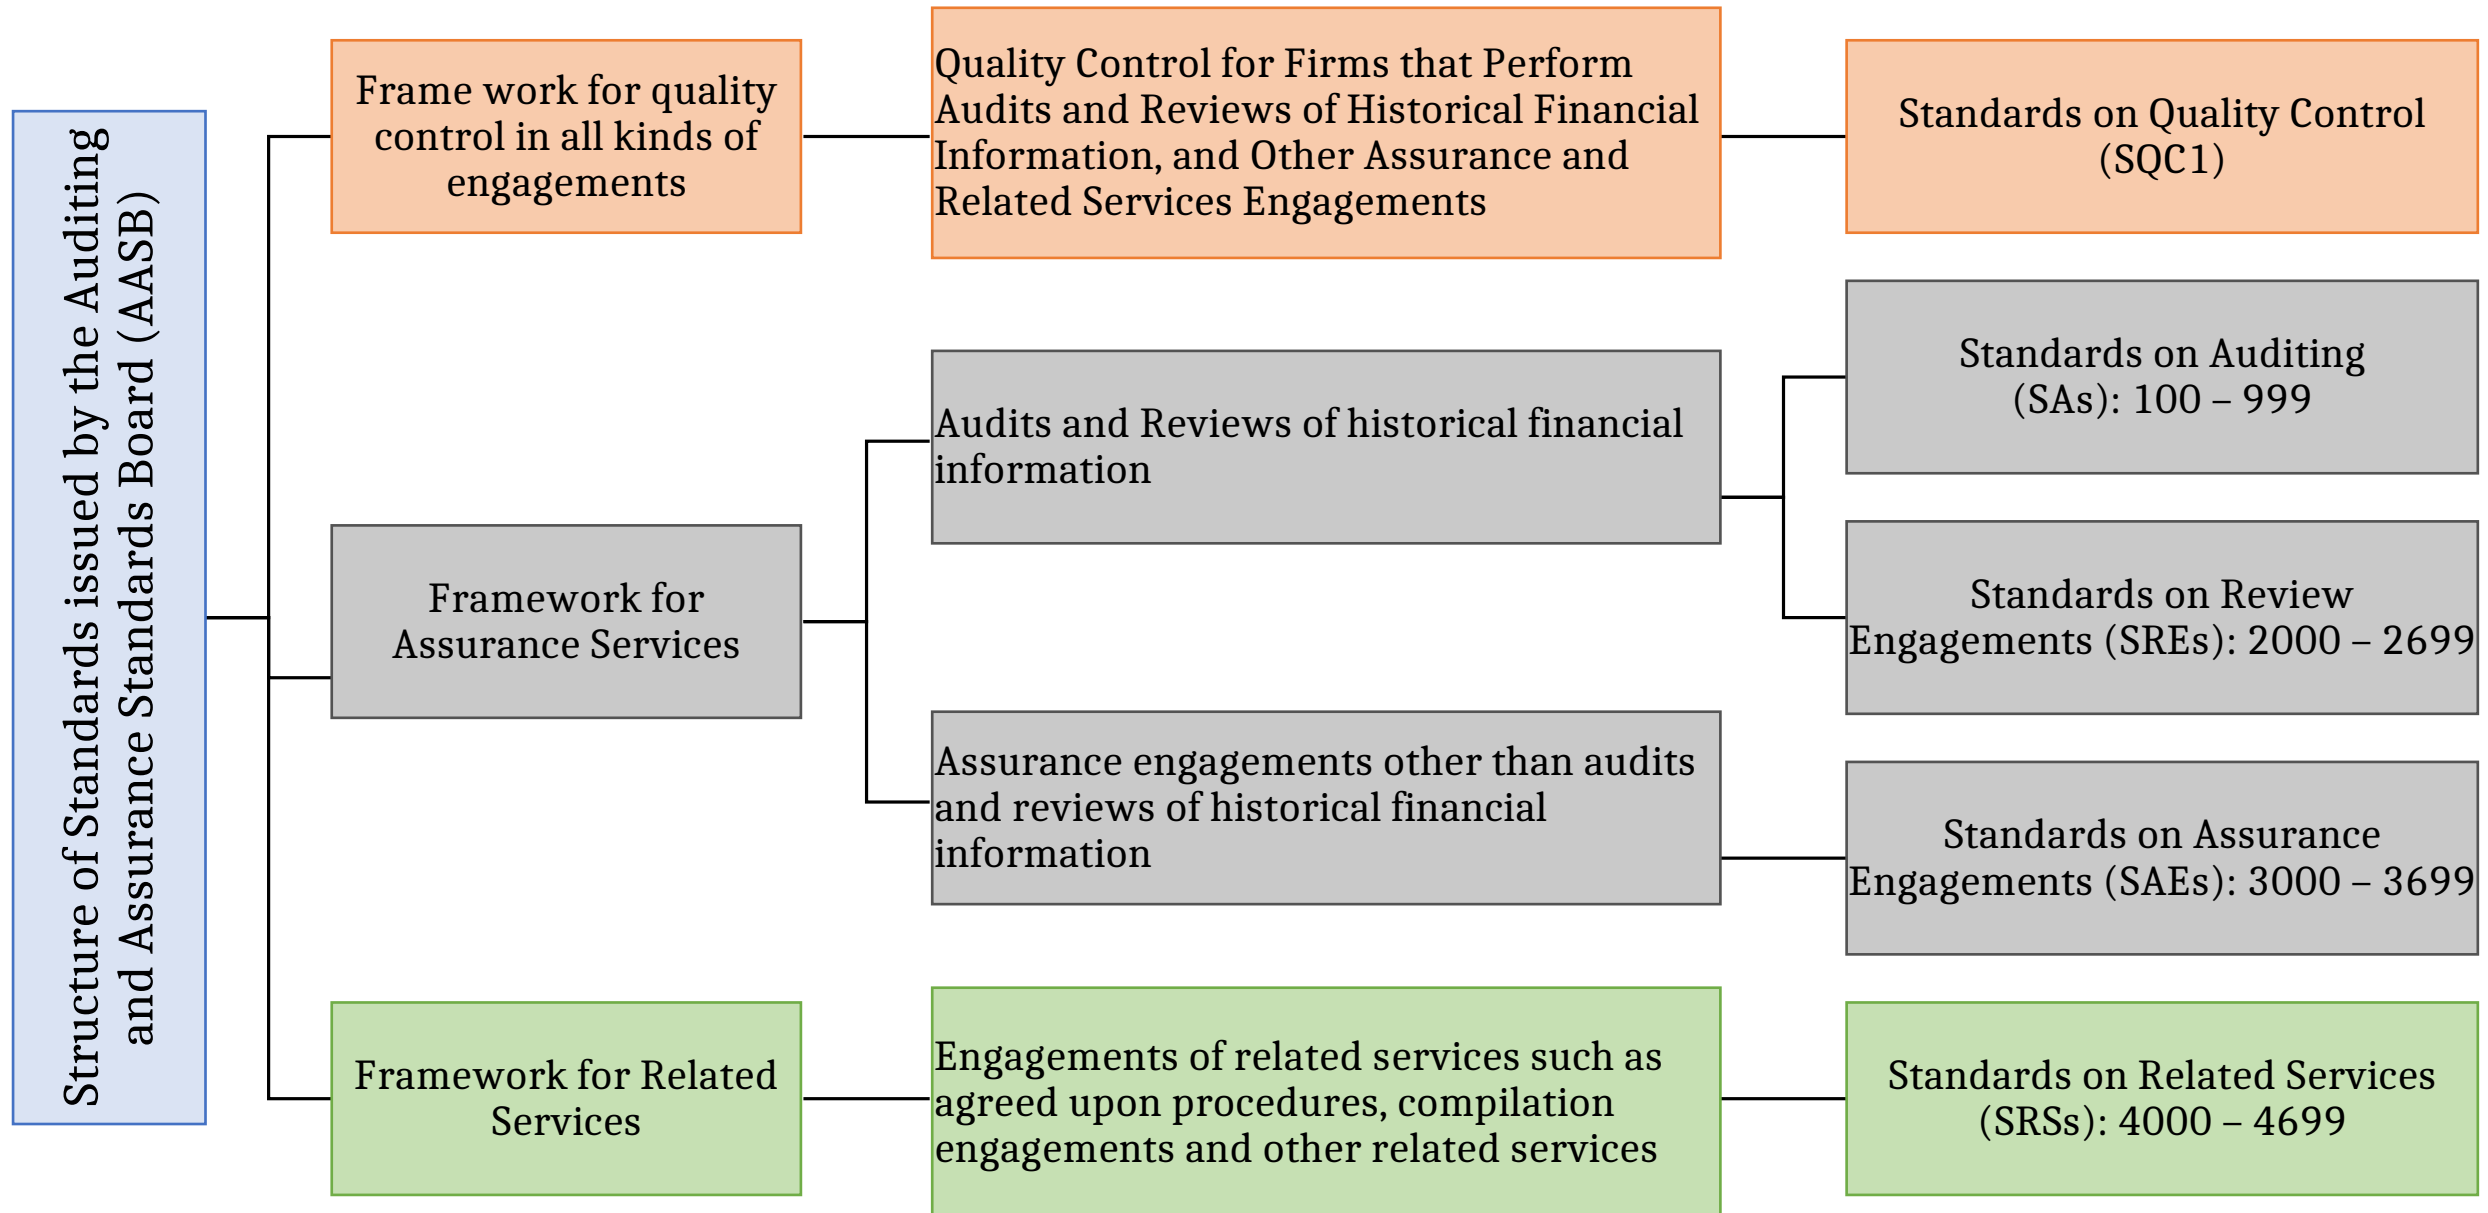 Structure of Standards issued by the Auditing
and Assurance Standards Board (AASB)
Frame work for quality
control in all kinds of
engagements
Quality Control for Firms that Perform
Audits and Reviews of Historical Financial
Information, and Other Assurance and
Related Services Engagements
Standards on Quality Control
(SQC1)
Framework for
Assurance Services
Audits and Reviews of historical financial
information
Standards on Auditing
(SAs): 100 – 999
Standards on Review
Engagements (SREs): 2000 – 2699
Assurance engagements other than audits
and reviews of historical financial
information
Standards on Assurance
Engagements (SAEs): 3000 – 3699
Framework for Related
Services
Engagements of related services such as
agreed upon procedures, compilation
engagements and other related services
Standards on Related Services
(SRSs): 4000 – 4699